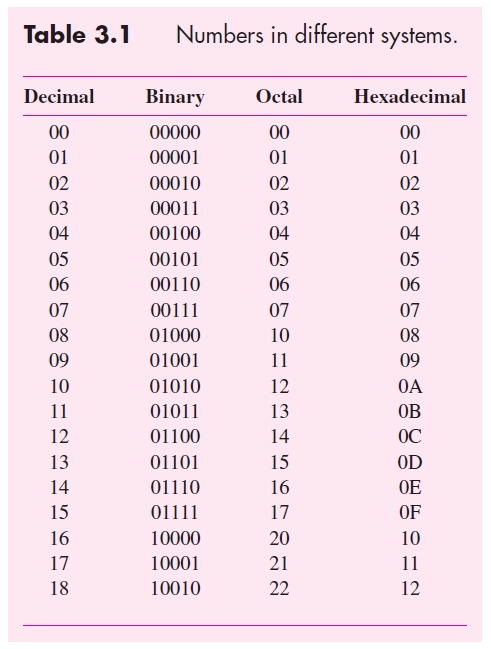 Table 3.1 Numbers in different systems.
Decimal Binary Octal Hexadecimal
00 00000 00 00
01 00001 01 01
02 00010 02 02
03 00011 03 03
04 00100 04 04
05 00101 05 05
06 00110 06 06
07 00111 07 07
08 01000 10 08
09 01001 11 09
10 01010 12 0A
11 01011 13 0B
12 01100 14 0C
13 01101 15 0D
14 01110 16 0E
15 01111 17 0F
16 10000 20 10
17 10001 21 11
18 10010 22 12